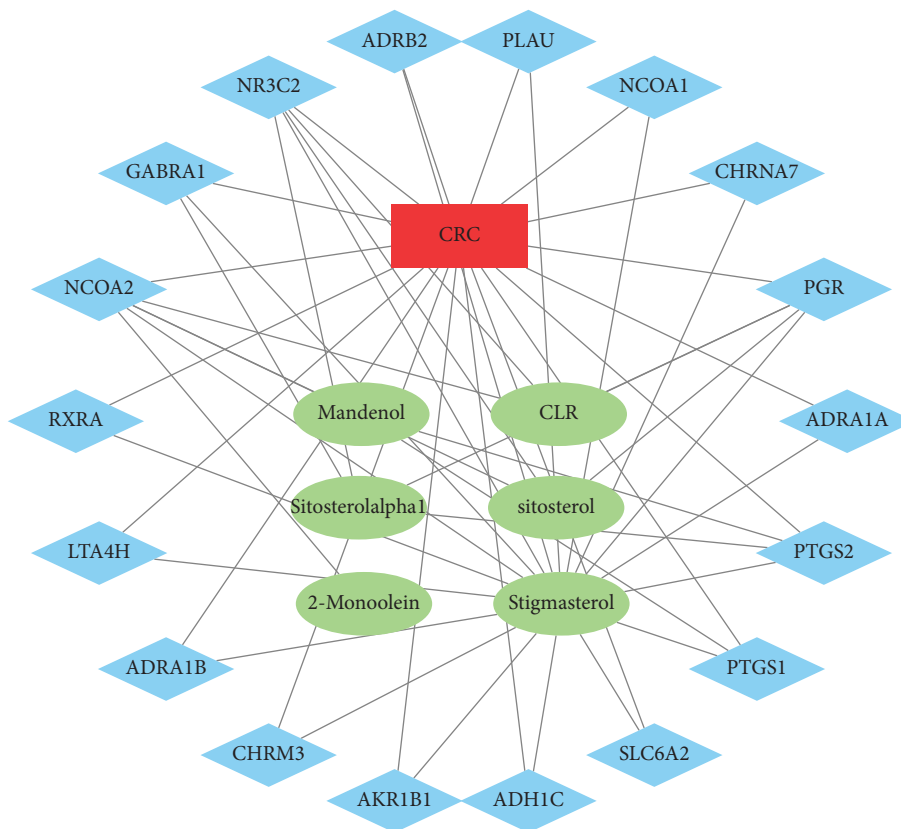 ADRB2
PLAU
NR3C2
NCOA1
GABRA1
CHRNA7
CRC
NCOA2
PGR
Mandenol
CLR
RXRA
ADRA1A
Sitosterolalpha1
sitosterol
LTA4H
PTGS2
2-Monoolein
Stigmasterol
ADRA1B
PTGS1
CHRM3
SLC6A2
AKR1B1
ADH1C